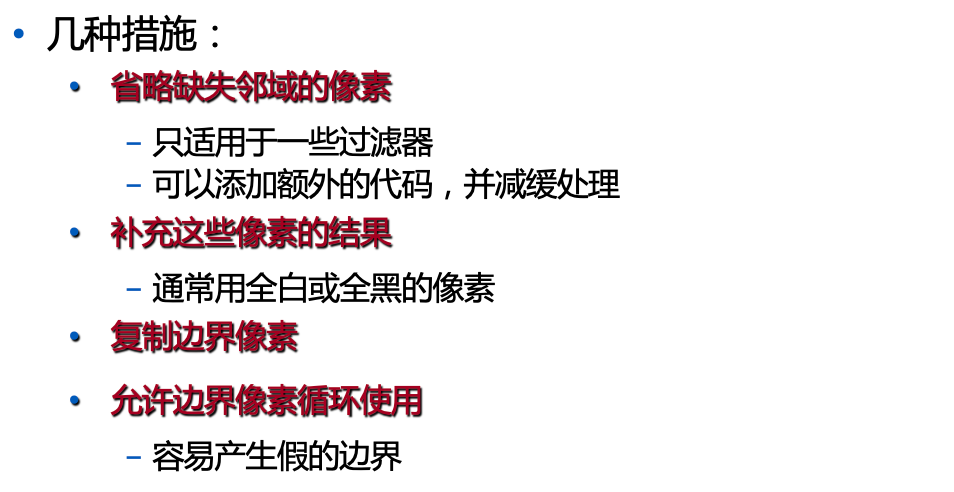 • 几种措施：
• 省略缺失邻域的像素
– 只适用于一些过滤器
– 可以添加额外的代码，并减缓处理
• 补充这些像素的结果
– 通常用全白或全黑的像素
• 复制边界像素
• 允许边界像素循环使用
– 容易产生假的边界